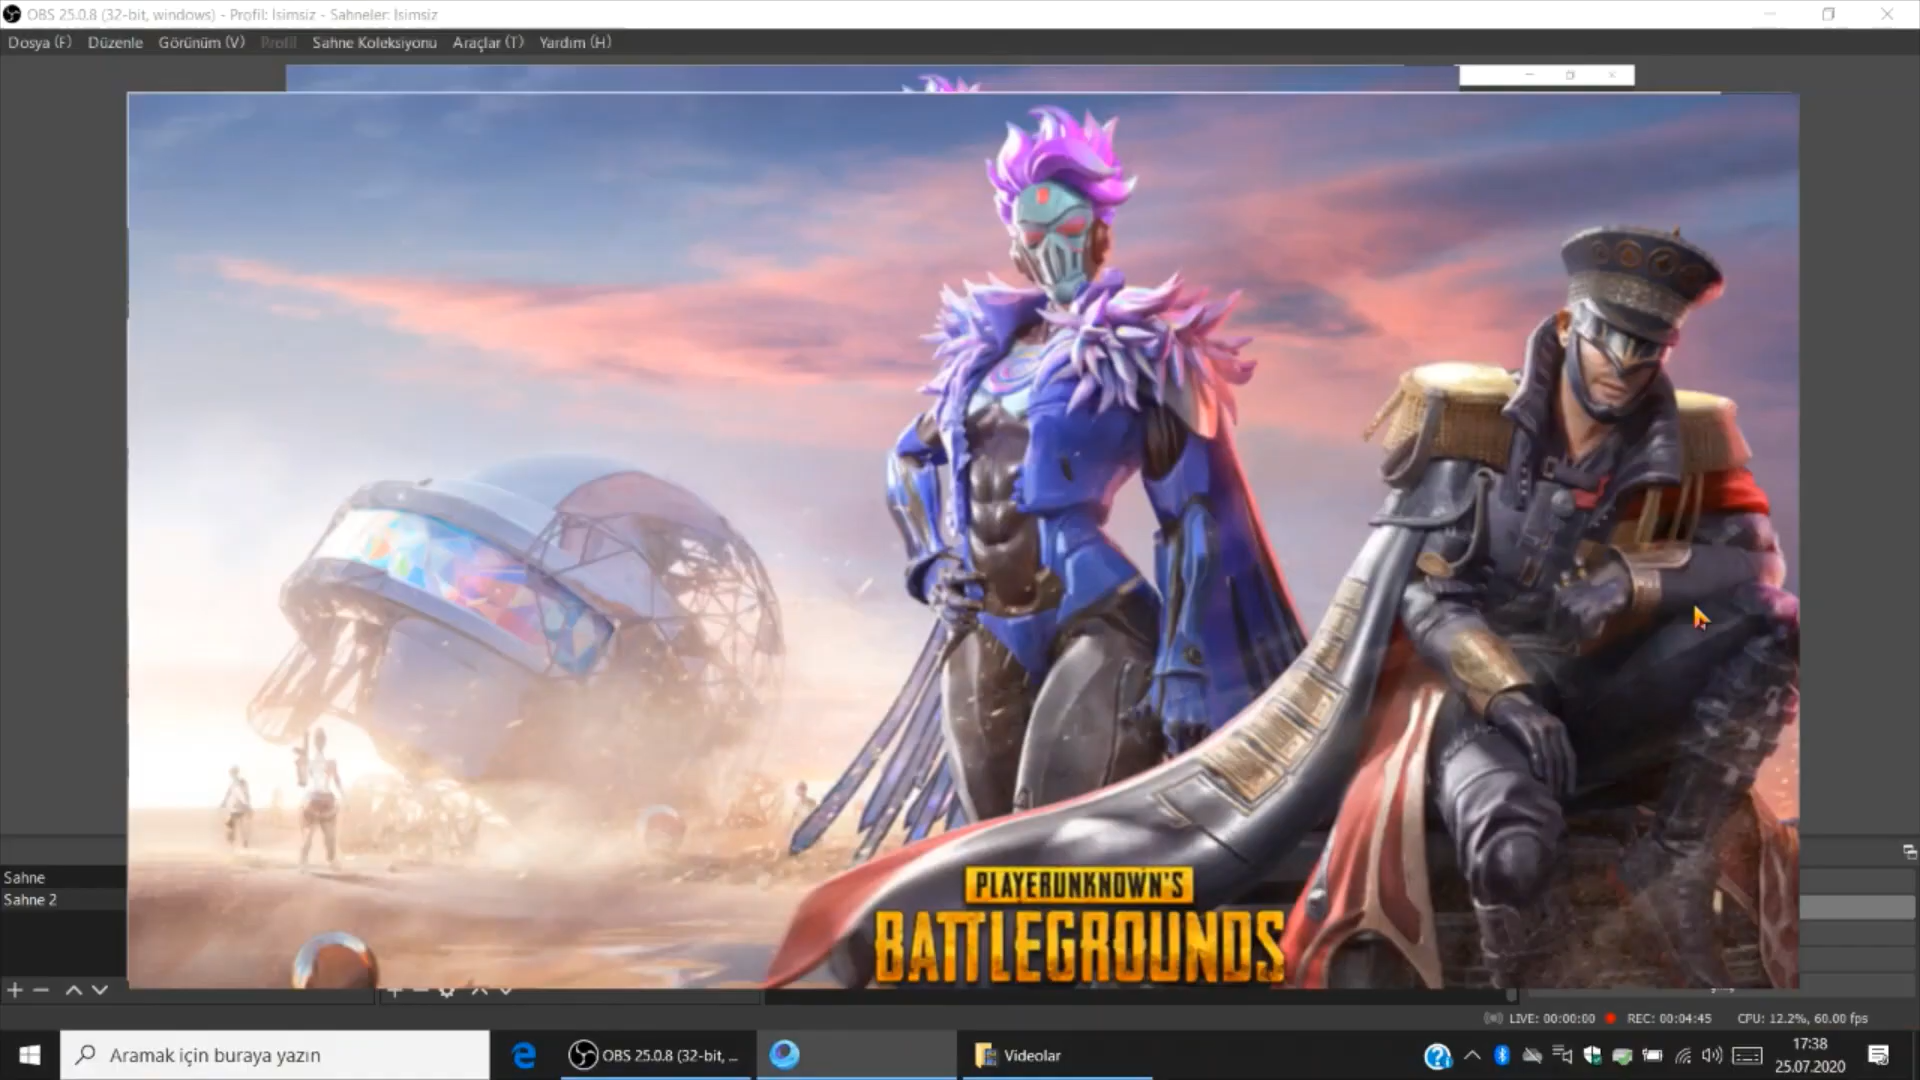 OBS 25.0.8 (32-bit, windows) - Profil: İsimsiz - Sahneler: İsimsiz
Dosya (F) Düzenle Görünüm (V) Profil Sahne Koleksiyonu Araçlar (T) Yardım (H)
PLAYERUNKNOWN'S
BATTLEGROUNDS
Sahne
Sahne 2
LIVE: 00:00:00 REC: 00:04:45 CPU: 12.2%, 60.00 fps
Aramak için buraya yazın
OBS 25.0.8 (32-bit, ...
Videolar
17:38
25.07.2020